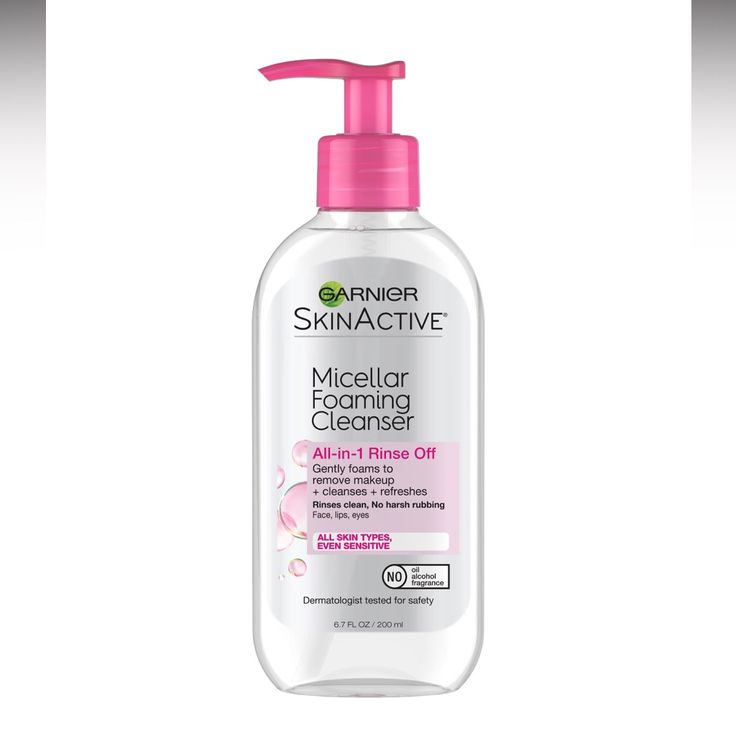 GARNIER
SKINACTIVE®
Micellar
Foaming
Cleanser
All-in-1 Rinse Off
Gently foams to
remove makeup
+ cleanses + refreshes
Rinses clean, No harsh rubbing
Face, lips, eyes
ALL SKIN TYPES,
EVEN SENSITIVE
NO
oil
alcohol
fragrance
Dermatologist tested for safety
6.7 FL OZ / 200 ml